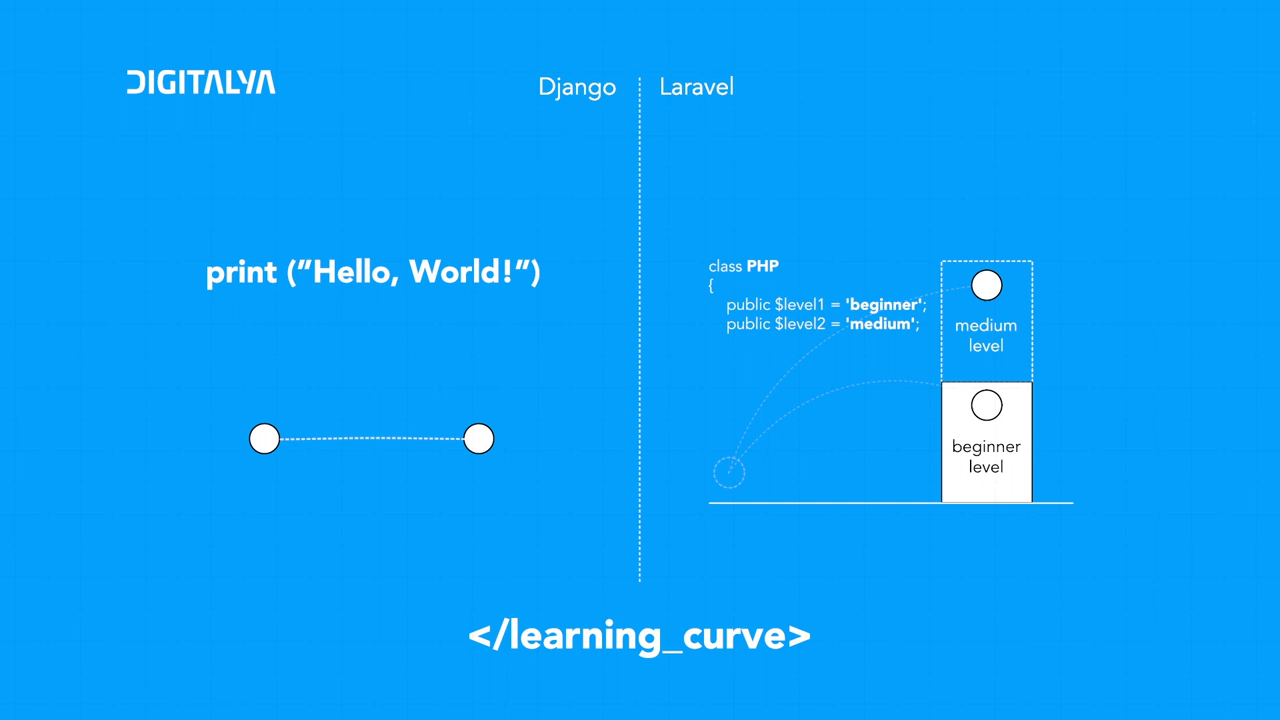 DIGITALYA
Django
Laravel
print (”Hello, World!”)
class PHP
{
public $level1 = 'beginner';
public $level2 = 'medium';
medium
level
beginner
level
</learning_curve>